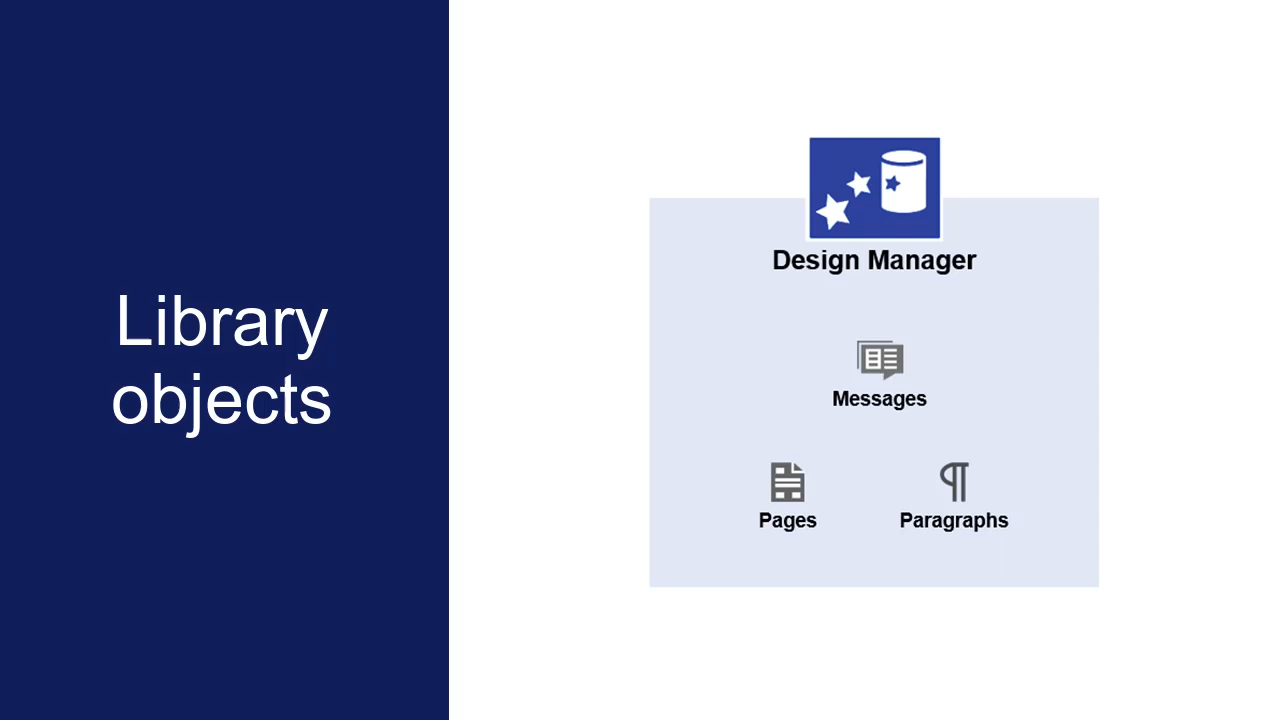 Library
objects
Design Manager
Messages
Pages
Paragraphs